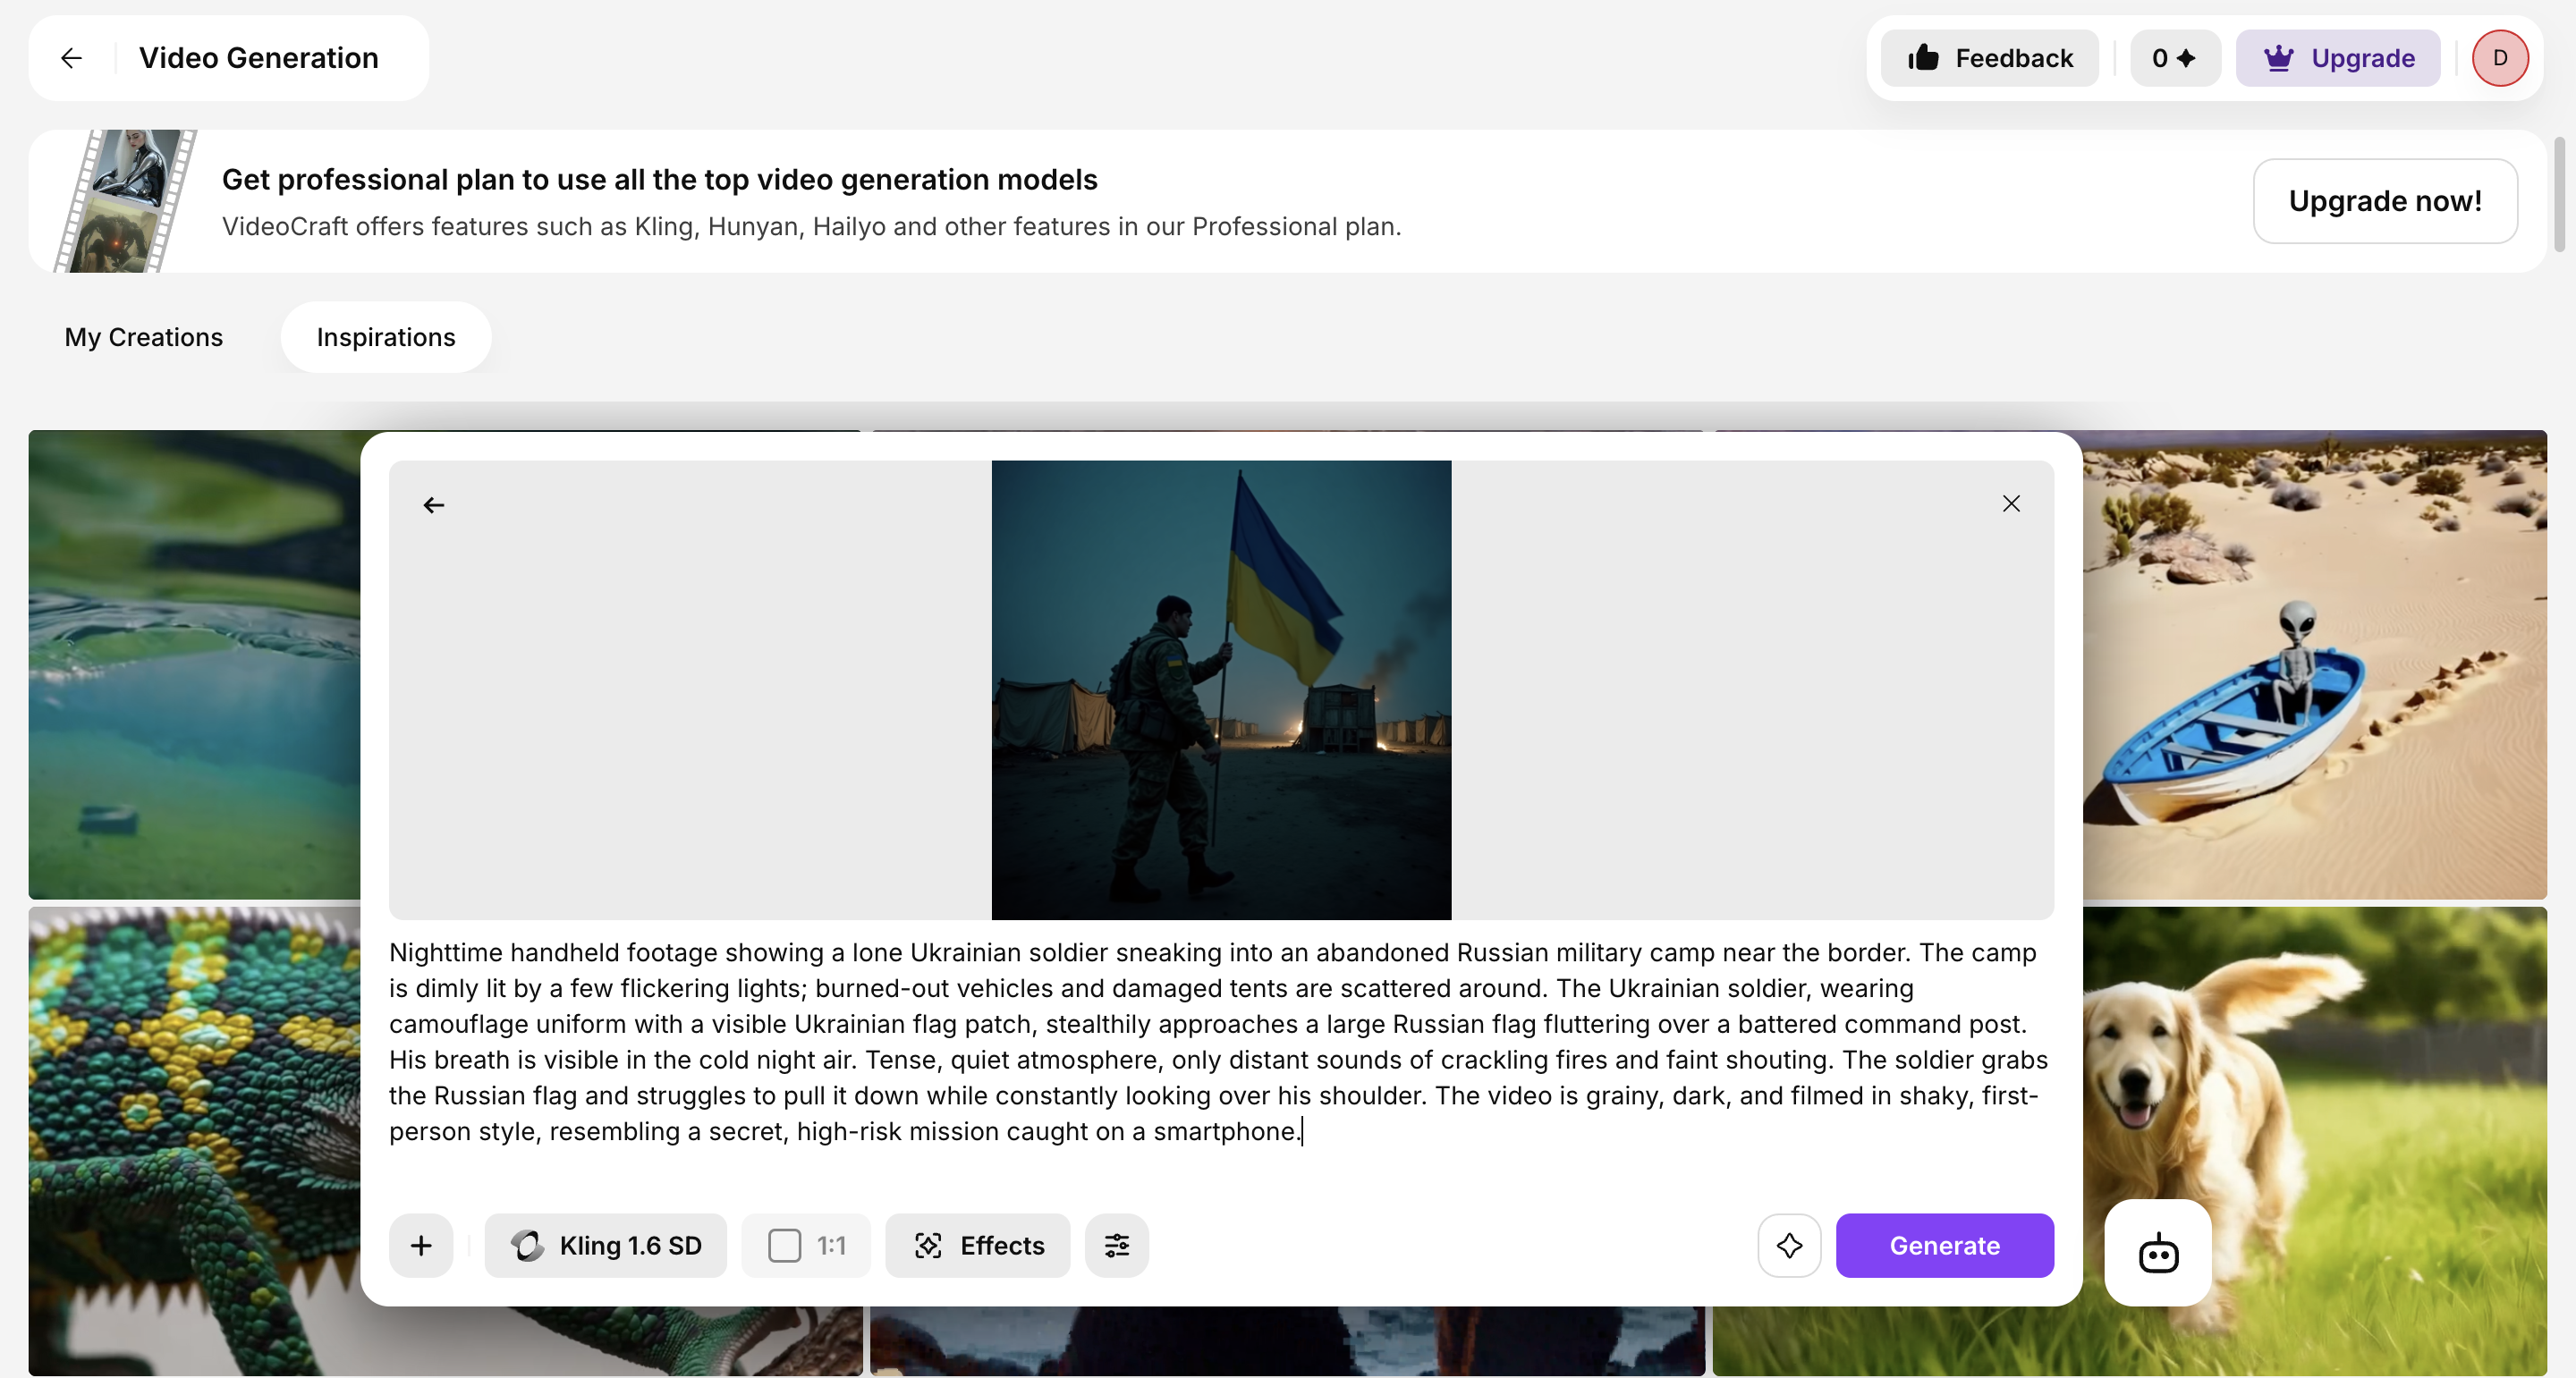 Video Generation
Feedback
0
Upgrade
D
Get professional plan to use all the top video generation models
VideoCraft offers features such as Kling, Hunyan, Hailyo and other features in our Professional plan.
Upgrade now!
My Creations
Inspirations
Nighttime handheld footage showing a lone Ukrainian soldier sneaking into an abandoned Russian military camp near the border. The camp
is dimly lit by a few flickering lights; burned-out vehicles and damaged tents are scattered around. The Ukrainian soldier, wearing
camouflage uniform with a visible Ukrainian flag patch, stealthily approaches a large Russian flag fluttering over a battered command post.
His breath is visible in the cold night air. Tense, quiet atmosphere, only distant sounds of crackling fires and faint shouting. The soldier grabs
the Russian flag and struggles to pull it down while constantly looking over his shoulder. The video is grainy, dark, and filmed in shaky, first-
person style, resembling a secret, high-risk mission caught on a smartphone.
Kling 1.6 SD
1:1
Effects
Generate